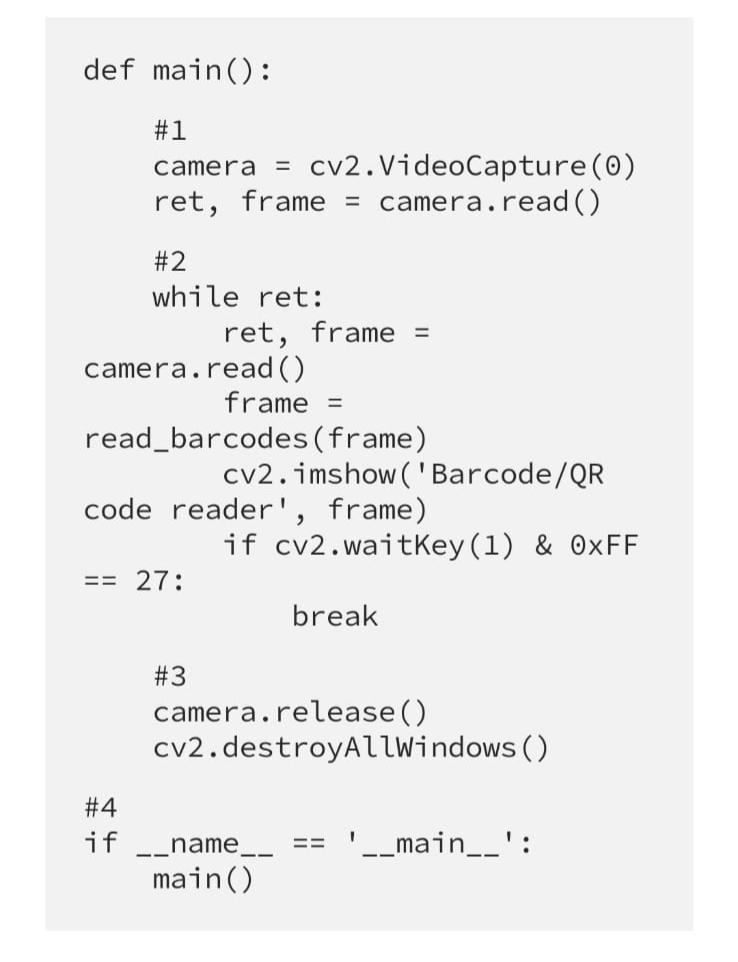 def main():
#1
camera = cv2.VideoCapture(0)
ret, frame = camera.read()
#2
while ret:
ret, frame =
camera.read()
frame =
read_barcodes(frame)
cv2.imshow('Barcode/QR
code reader', frame)
if cv2.waitKey(1) & 0xFF
== 27:
break
#3
camera.release()
cv2.destroyAllWindows()
#4
if __name__ == '__main__':
main()